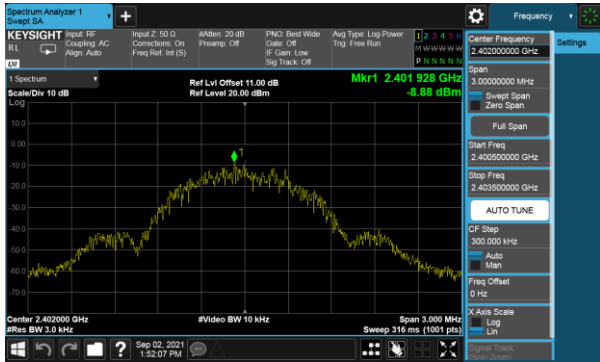 Spectrum Analyzer 1
Swept SA
+
Frequency
KEYSIGHT
RL
Input: RF
Coupling: AC
Align: Auto
Input Z: 50 Ω
Corrections: On
Freq Ref: Int (S)
#Atten: 20 dB
Preamp: Off
PNO: Best Wide
Gate: Off
IF Gain: Low
Sig Track: Off
Avg Type: Log-Power
Trig: Free Run
1 2 3 4 5 6
M W W W W W
P N N N N N
1 Spectrum
Scale/Div 10 dB
Ref Lvl Offset 11.00 dB
Ref Level 20.00 dBm
Mkr1 2.401 928 GHz
-8.88 dBm
Log
10.0
0.00
-10.0
-20.0
-30.0
-40.0
-50.0
-60.0
-70.0
1
Center 2.402000 GHz
#Res BW 3.0 kHz
#Video BW 10 kHz
Span 3.000 MHz
Sweep 316 ms (1001 pts)
Center Frequency
2.402000000 GHz
Span
3.00000000 MHz
Swept Span
Zero Span
Full Span
Start Freq
2.400500000 GHz
Stop Freq
2.403500000 GHz
AUTO TUNE
CF Step
300.000 kHz
Auto
Man
Freq Offset
0 Hz
X Axis Scale
Log
Lin
Signal Track
(Span Zoom)
Settings
?
Sep 02, 2021
1:52:07 PM